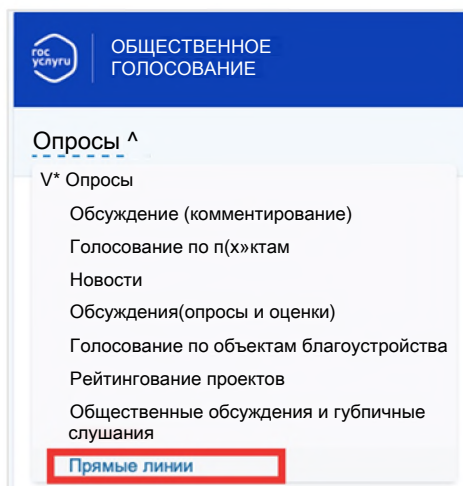 гос
услуги
ОБЩЕСТВЕННОЕ
ГОЛОСОВАНИЕ
Опросы ^
V* Опросы
Обсуждение (комментирование)
Голосование по п(х»ктам
Новости
Обсуждения(опросы и оценки)
Голосование по объектам благоустройства
Рейтингование проектов
Общественные обсуждения и губпичные
слушания
Прямые линии